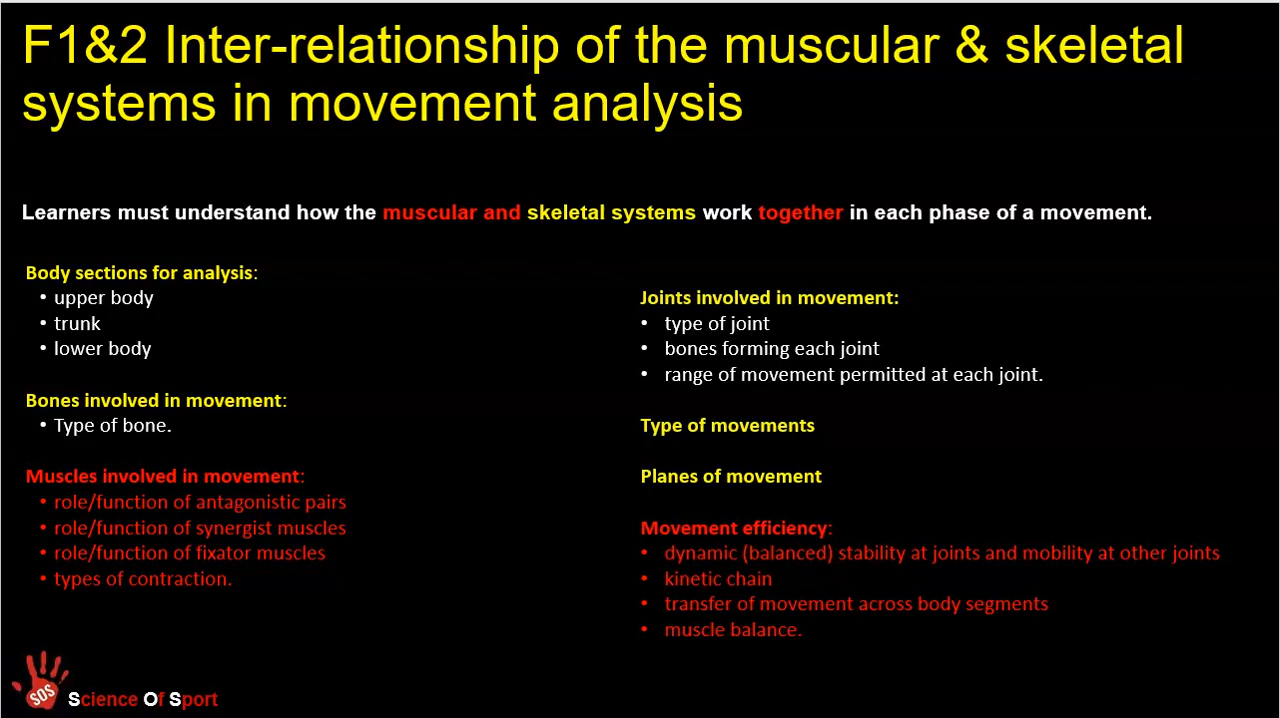 F1&2 Inter-relationship of the muscular & skeletal
systems in movement analysis
Learners must understand how the muscular and skeletal systems work together in each phase of a movement.
Body sections for analysis:
• upper body
• trunk
• lower body
Bones involved in movement:
• Type of bone.
Muscles involved in movement:
• role/function of antagonistic pairs
• role/function of synergist muscles
• role/function of fixator muscles
• types of contraction.
Joints involved in movement:
• type of joint
• bones forming each joint
• range of movement permitted at each joint.
Type of movements
Planes of movement
Movement efficiency:
• dynamic (balanced) stability at joints and mobility at other joints
• kinetic chain
• transfer of movement across body segments
• muscle balance.
SOS
Science Of Sport